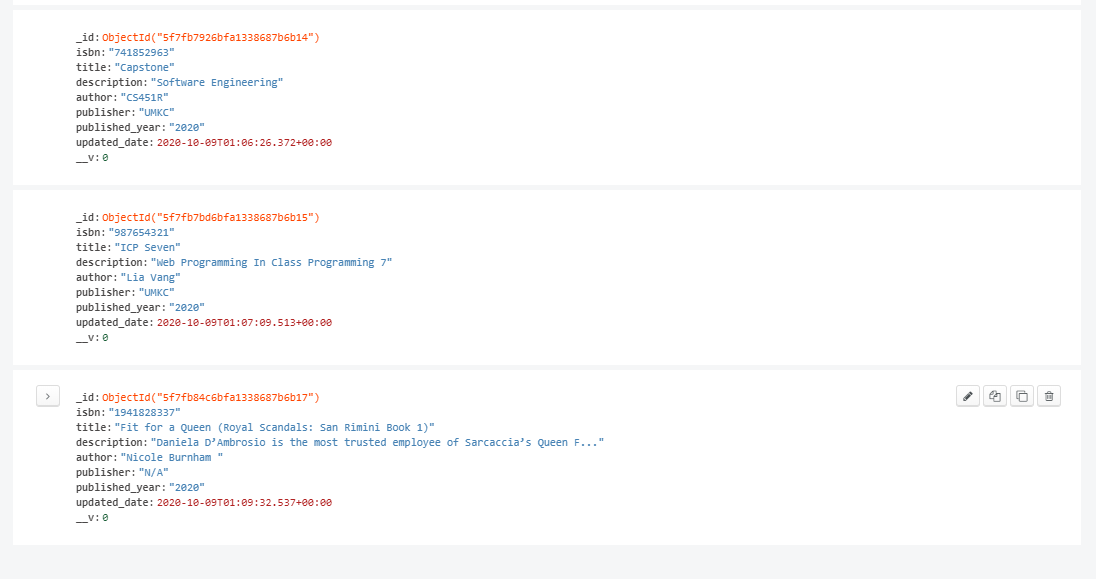 _id: ObjectId("5f7fb7926bfa1338687b6b14")
isbn: "741852963"
title: "Capstone"
description: "Software Engineering"
author: "CS451R"
publisher: "UMKC"
published_year: "2020"
updated_date: 2020-10-09T01:06:26.372+00:00
__v: 0
_id: ObjectId("5f7fb7bd6bfa1338687b6b15")
isbn: "987654321"
title: "ICP Seven"
description: "Web Programming In Class Programming 7"
author: "Lia Vang"
publisher: "UMKC"
published_year: "2020"
updated_date: 2020-10-09T01:07:09.513+00:00
__v: 0
_id: ObjectId("5f7fb84c6bfa1338687b6b17")
isbn: "1941828337"
title: "Fit for a Queen (Royal Scandals: San Rimini Book 1)"
description: "Daniela D’Ambrosio is the most trusted employee of Sarcaccia’s Queen F..."
author: "Nicole Burnham "
publisher: "N/A"
published_year: "2020"
updated_date: 2020-10-09T01:09:32.537+00:00
__v: 0